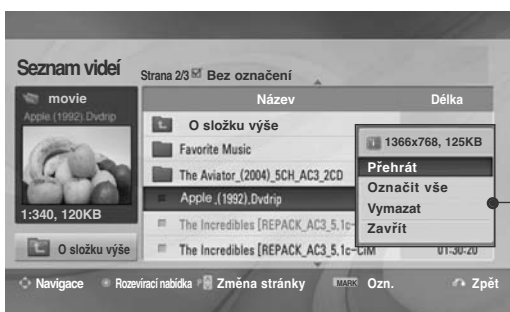 Seznam videí
Strana 2/3 Bez označení
movie
Apple.(1992).Dvdrip
1:340, 120KB
O složku výše
Název Délka
O složku výše
Favorite Music
The Aviator_(2004)_5CH_AC3_2CD
Apple_(1992).Dvdrip
The Incredibles [REPACK_AC3_5,1c-
The Incredibles [REPACK_AC3_5,1c-CiM 01:30:20
1366x768, 125KB
Přehrát
Označit vše
Vymazat
Zavřít
Navigace Rozevírací nabídka P Změna stránky MARK Ozn. Zpět